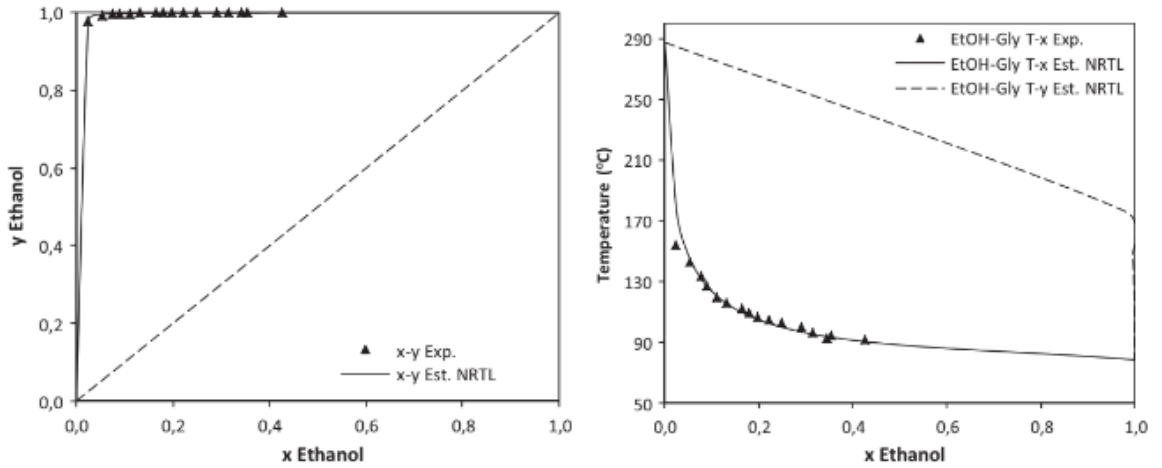 1,0
0,8
0,6
0,4
0,2
0,0
y Ethanol
x-y Exp.
x-y Est. NRTL
0,0 0,2 0,4 0,6 0,8 1,0
x Ethanol
290
250
210
170
130
90
50
Temperature (°C)
EtOH-Gly T-x Exp.
EtOH-Gly T-x Est. NRTL
EtOH-Gly T-y Est. NRTL
0,0 0,2 0,4 0,6 0,8 1,0
x Ethanol